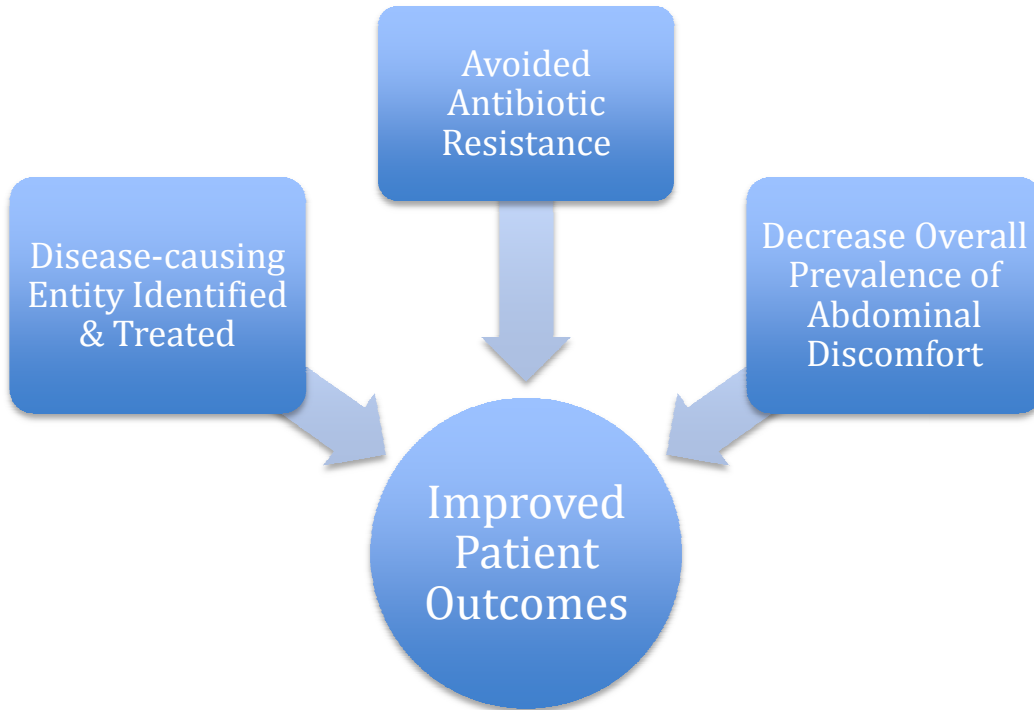 Avoided
Antibiotic
Resistance
Disease-causing
Entity Identified
& Treated
Decrease Overall
Prevalence of
Abdominal
Discomfort
Improved
Patient
Outcomes